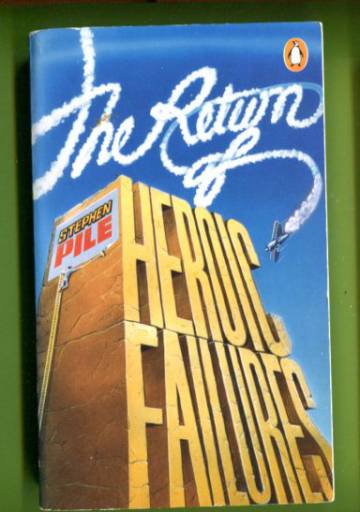 The Return
of
STEPHEN
PILE
HEROIC
FAILURES